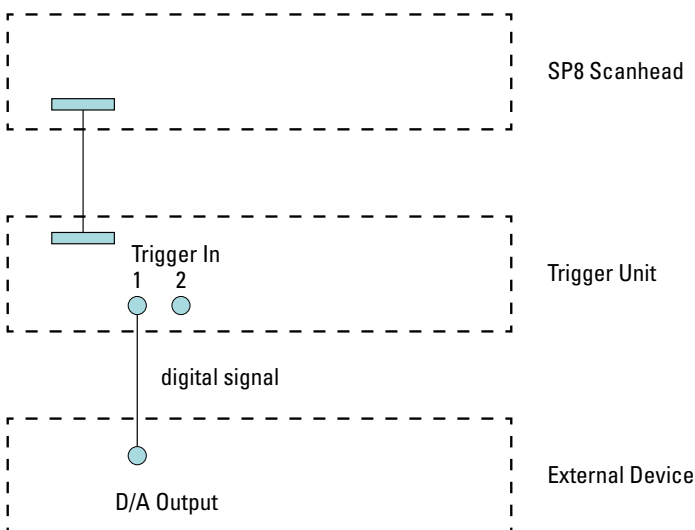 SP8 Scanhead
Trigger In
1 2
Trigger Unit
digital signal
D/A Output
External Device